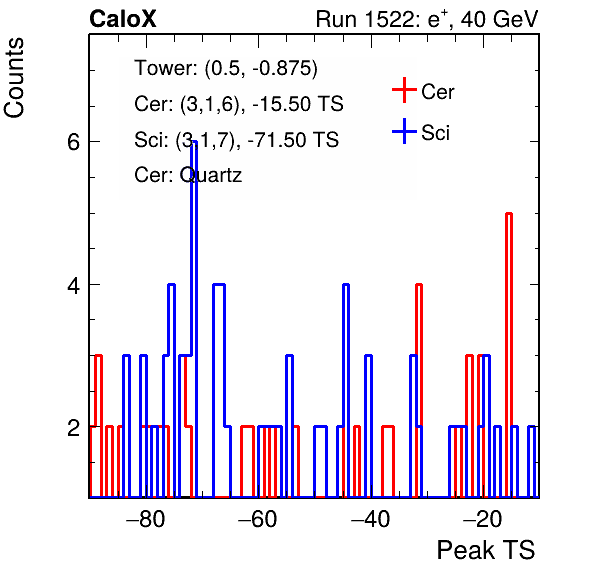 CaloX Run 1522: e+, 40 GeV
Counts
Tower: (0.5, -0.875)
Cer: (3,1,6), -15.50 TS
Sci: (3,1,7), -71.50 TS
Cer: Quartz
Cer
Sci
6
4
2
−80 −60 −40 −20
Peak TS